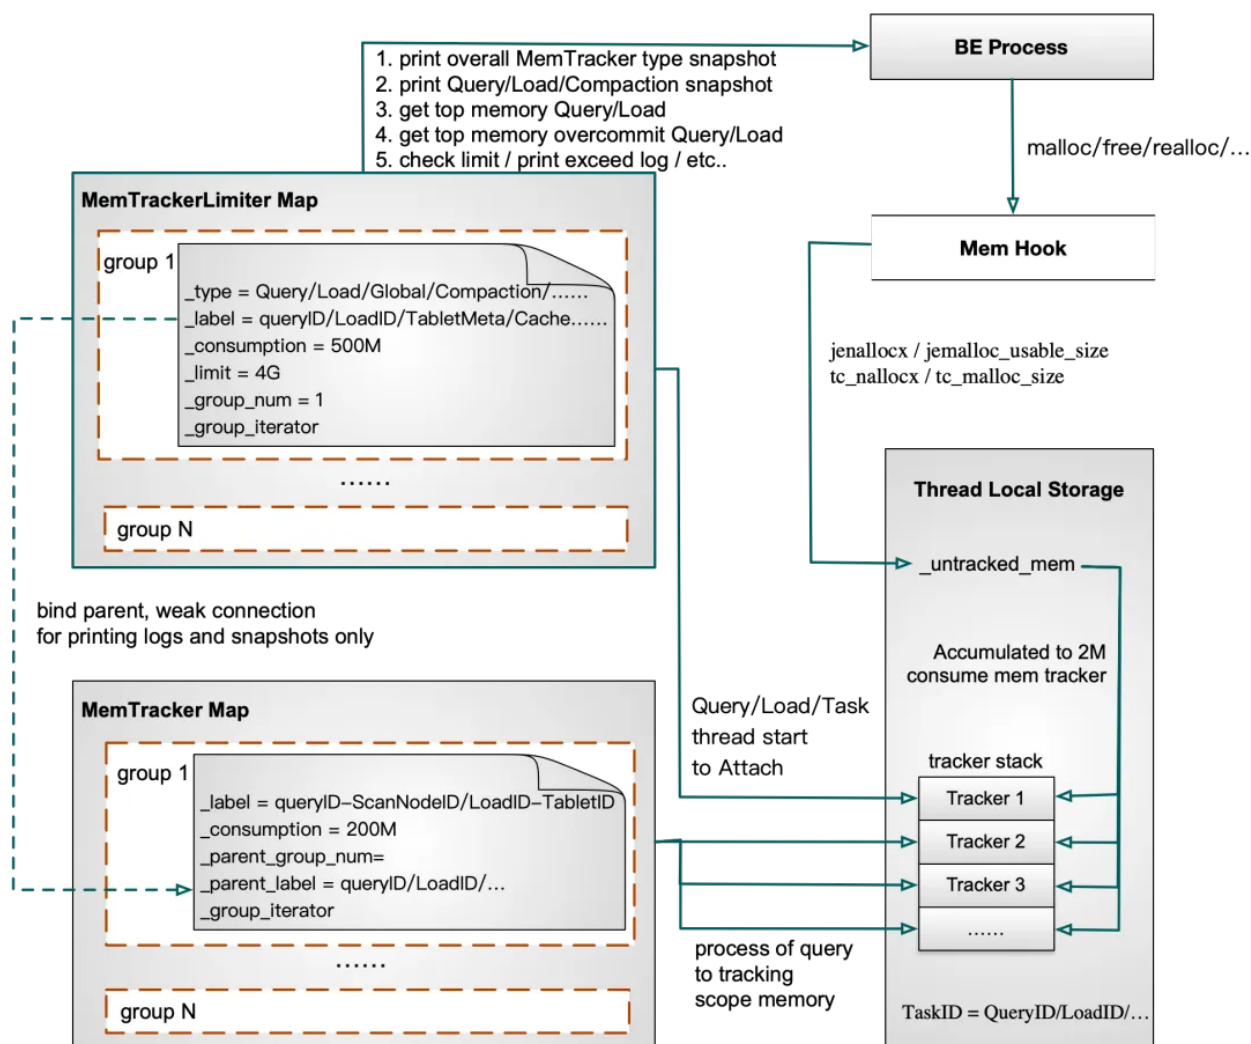 BE Process
1. print overall MemTracker type snapshot
2. print Query/Load/Compaction snapshot
3. get top memory Query/Load
4. get top memory overcommit Query/Load
5. check limit / print exceed log / etc..
malloc/free/realloc/...
MemTrackerLimiter Map
group 1
_type = Query/Load/Global/Compaction/......
_label = queryID/LoadID/TabletMeta/Cache......
_consumption = 500M
_limit = 4G
_group_num = 1
_group_iterator
......
group N
Mem Hook
jenallocx / jemalloc_usable_size
tc_nallocx / tc_malloc_size
Thread Local Storage
_untracked_mem
Accumulated to 2M
consume mem tracker
bind parent, weak connection
for printing logs and snapshots only
Query/Load/Task
thread start
to Attach
tracker stack
Tracker 1
Tracker 2
Tracker 3
......
MemTracker Map
group 1
_label = queryID-ScanNodeID/LoadID-TabletID
_consumption = 200M
_parent_group_num=
_parent_label = queryID/LoadID/...
_group_iterator
......
group N
process of query
to tracking
scope memory
TaskID = QueryID/LoadID/...